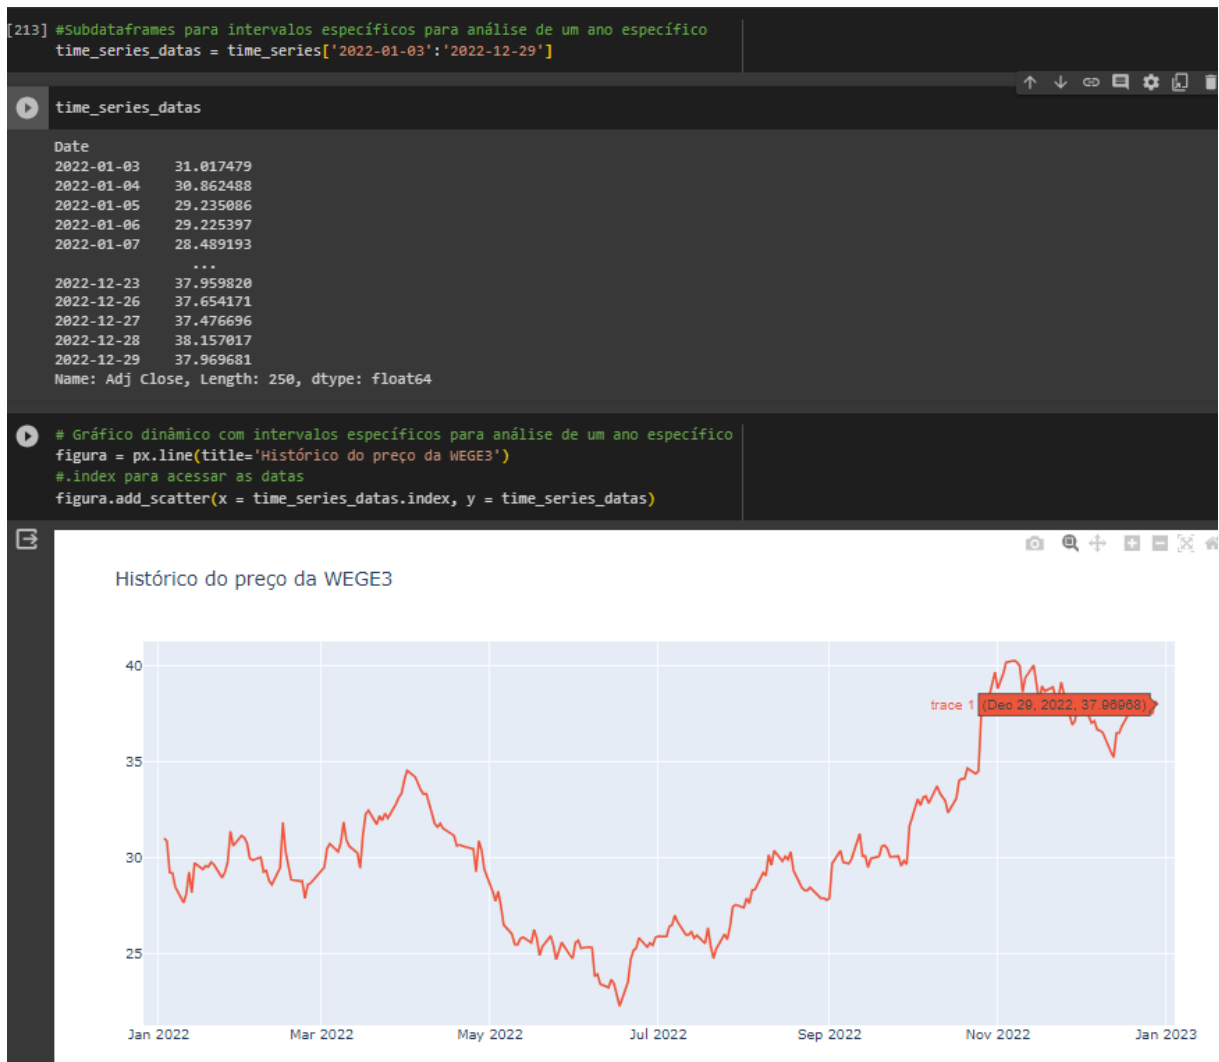 [213] #Subdataframes para intervalos específicos para análise de um ano específico
time_series_datas = time_series['2022-01-03':'2022-12-29']
time_series_datas
Date
2022-01-03    31.017479
2022-01-04    30.862488
2022-01-05    29.235086
2022-01-06    29.225397
2022-01-07    28.489193
...
2022-12-23    37.959820
2022-12-26    37.654171
2022-12-27    37.476696
2022-12-28    38.157017
2022-12-29    37.969681
Name: Adj Close, Length: 250, dtype: float64
# Gráfico dinâmico com intervalos específicos para análise de um ano específico
figura = px.line(title='Histórico do preço da WEGE3')
#.index para acessar as datas
figura.add_scatter(x = time_series_datas.index, y = time_series_datas)
Histórico do preço da WEGE3
40
trace 1 (Dec 29, 2022, 37.96968)
35
30
25
Jan 2022 Mar 2022 May 2022 Jul 2022 Sep 2022 Nov 2022 Jan 2023